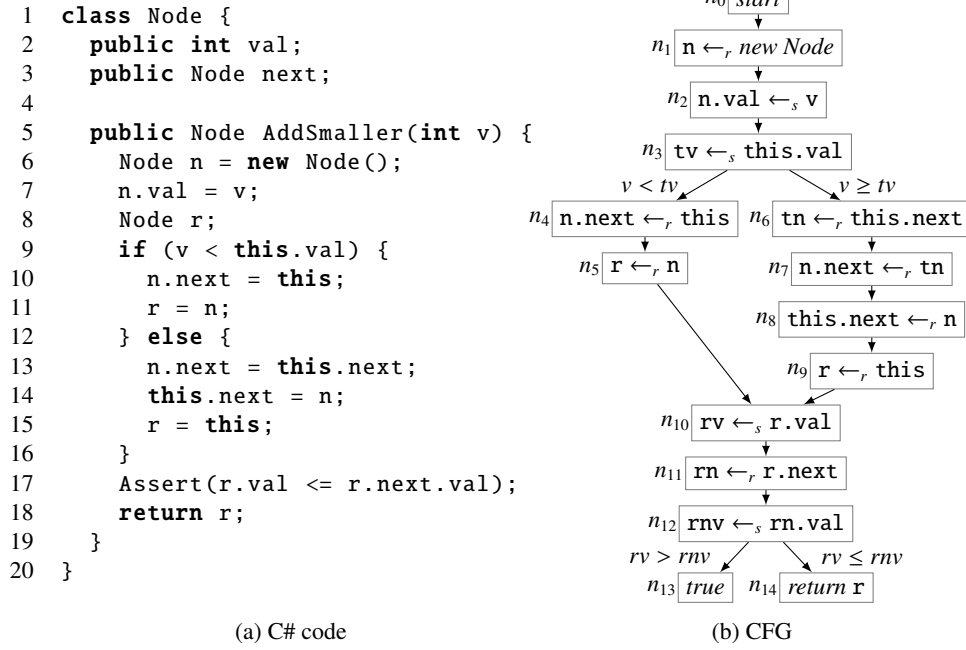 1 class Node {
2 public int val;
3 public Node next;
4
5 public Node AddSmaller(int v) {
6 Node n = new Node();
7 n.val = v;
8 Node r;
9 if (v < this.val) {
10 n.next = this;
11 r = n;
12 } else {
13 n.next = this.next;
14 this.next = n;
15 r = this;
16 }
17 Assert(r.val <= r.next.val);
18 return r;
19 }
20 }
(a) C# code
n₀ start
n₁ n ←ᵣ new Node
n₂ n.val ←ₛ v
n₃ tv ←ₛ this.val
v < tv v ≥ tv
n₄ n.next ←ᵣ this n₆ tn ←ᵣ this.next
n₅ r ←ᵣ n n₇ n.next ←ᵣ tn
n₈ this.next ←ᵣ n
n₉ r ←ᵣ this
n₁₀ rv ←ₛ r.val
n₁₁ rn ←ᵣ r.next
n₁₂ rnv ←ₛ rn.val
rv > rnv rv ≤ rnv
n₁₃ true n₁₄ return r
(b) CFG